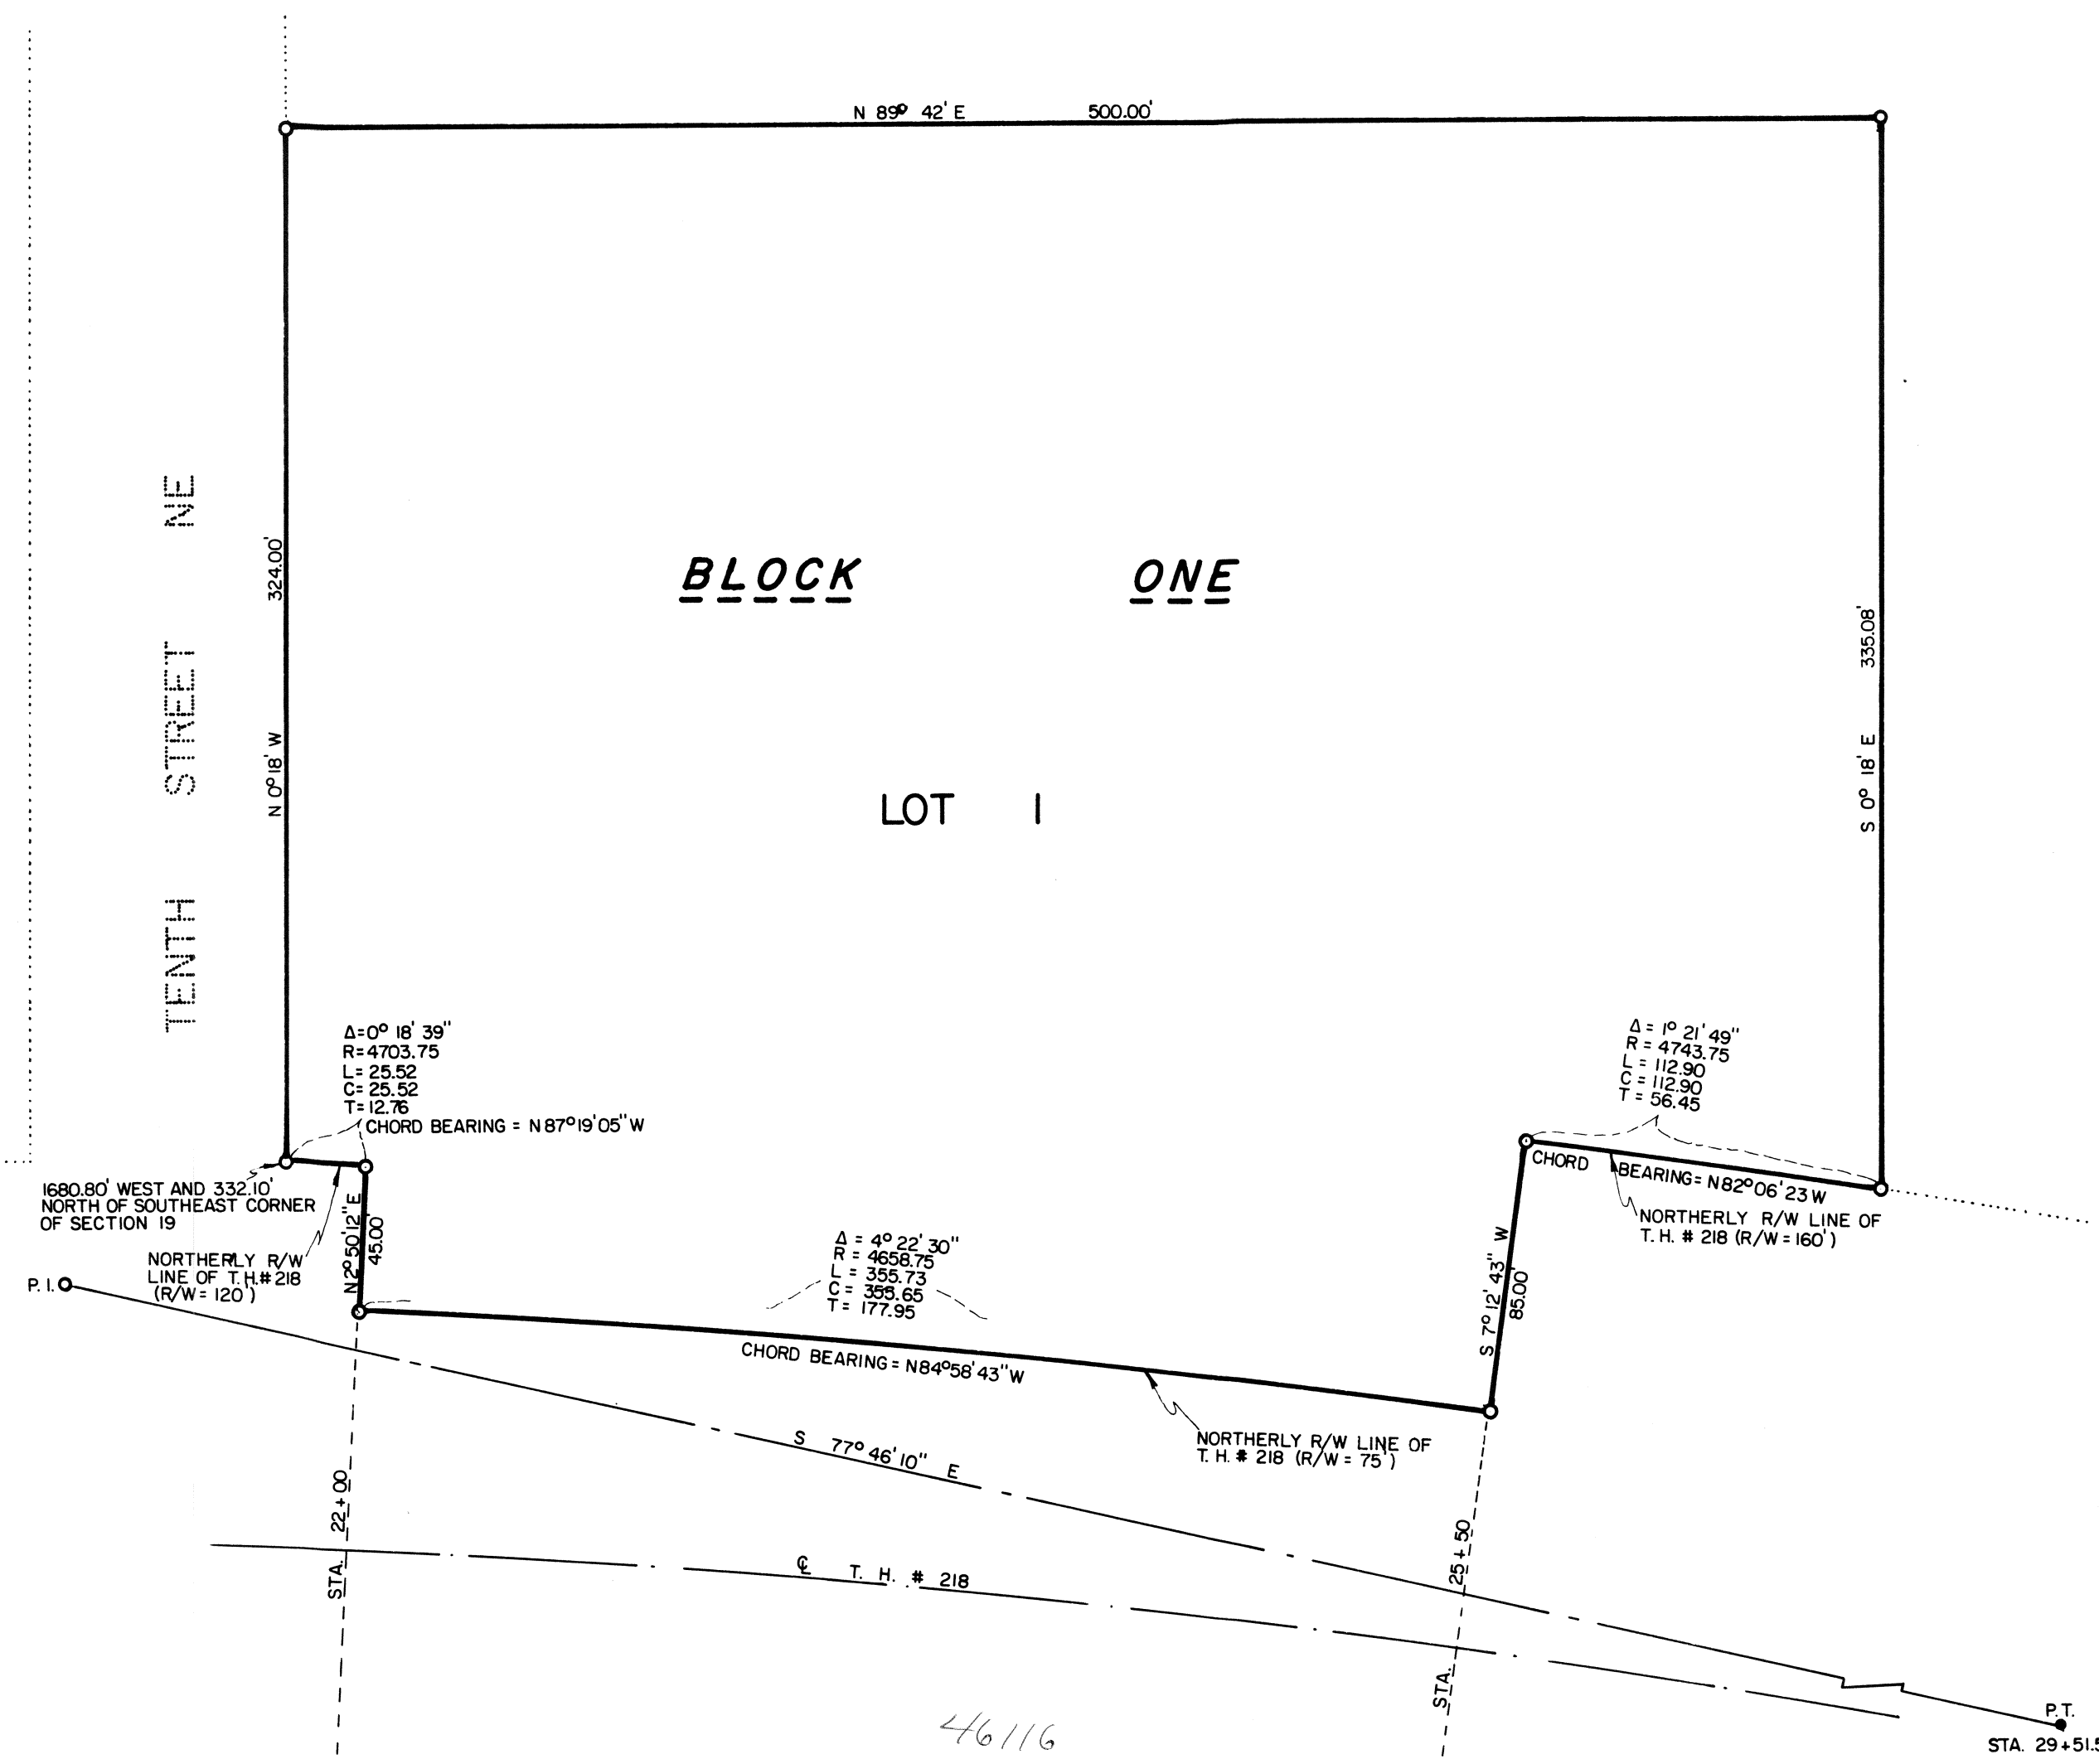 N 89° 42' E 500.00'
TENTH STREET NE
N 0° 18' W 324.00'
BLOCK ONE
LOT 1
S 0° 18' E 335.08'
Δ=0° 18' 39"
R=4703.75
L=25.52
C=25.52
T=12.76
CHORD BEARING = N87°19'05"W
Δ = 1° 21' 49"
R = 4743.75
L = 112.90
C = 112.90
T = 56.45
CHORD BEARING = N82°06'23 W
NORTHERLY R/W LINE OF
T. H. # 218 (R/W = 160')
1680.80' WEST AND 332.10'
NORTH OF SOUTHEAST CORNER
OF SECTION 19
NORTHERLY R/W
LINE OF T.H.#218
(R/W = 120')
N2° 50' 12" E
45.00'
P. I.
Δ = 4° 22' 30"
R = 4658.75
L = 355.73
C = 355.65
T = 177.95
CHORD BEARING = N84°58'43"W
S 7° 12' 43" W
85.00'
NORTHERLY R/W LINE OF
T. H. # 218 (R/W = 75')
S 77° 46' 10" E
STA. 22+00
℄ T. H. # 218
STA. 25+50
P.T.
STA. 29+51.5
46116